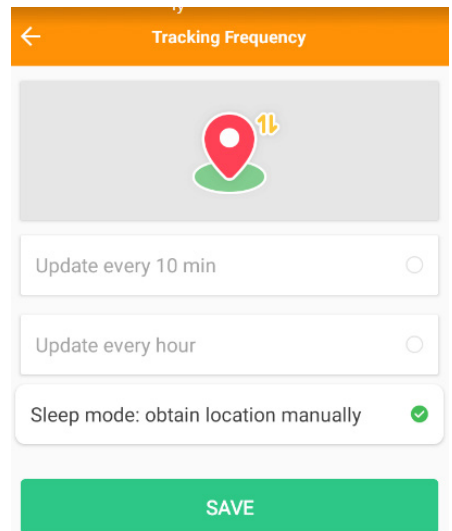 Tracking Frequency
Update every 10 min
Update every hour
Sleep mode: obtain location manually
SAVE